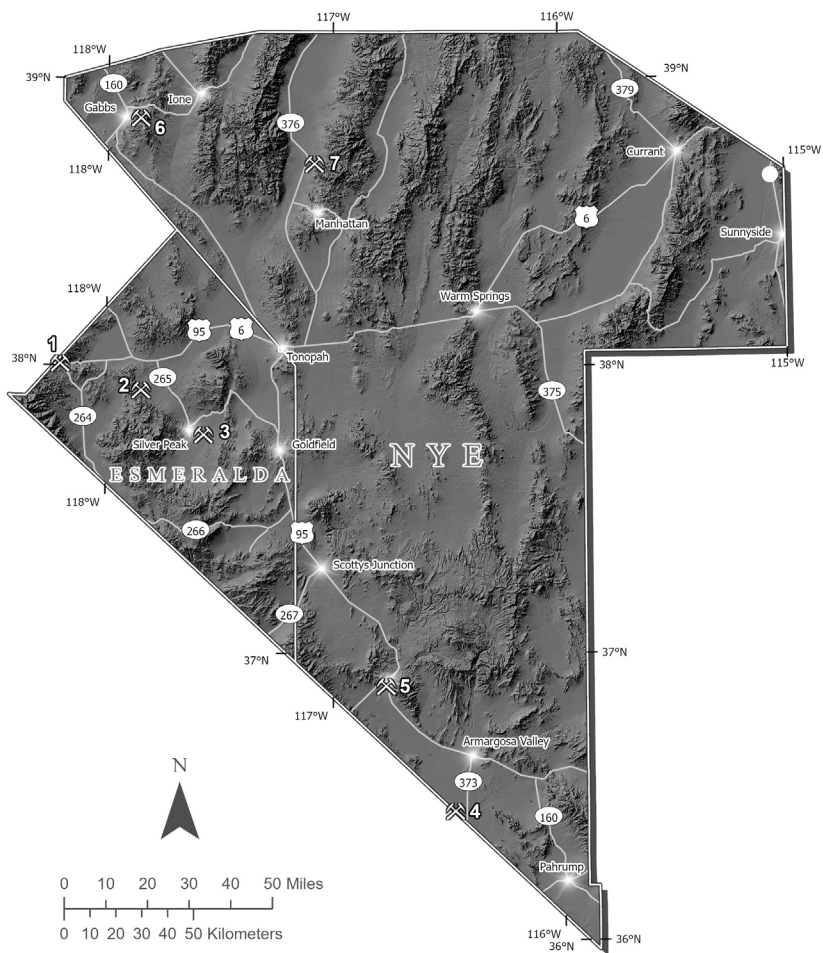 117°W
116°W
118°W
39°N
39°N
160
379
Ione
Gabbs
6
376
Currant
115°W
118°W
7
Manhattan
6
Sunnyside
118°W
Warm Springs
95
6
1
38°N
Tonopah
38°N
115°W
2
265
375
264
Silver Peak
3
Goldfield
NYE
ESMERALDA
118°W
266
95
Scottys Junction
267
37°N
37°N
5
117°W
Armargosa Valley
N
373
4
160
Pahrump
0 10 20 30 40 50 Miles
0 10 20 30 40 50 Kilometers
116°W
36°N
36°N